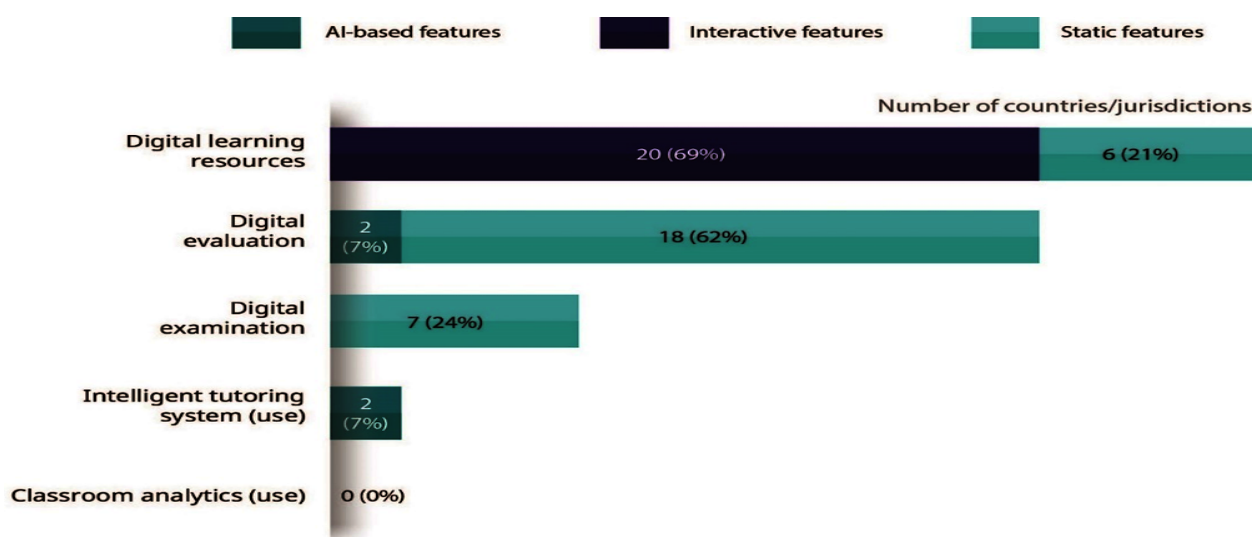 AI-based features
Interactive features
Static features
Number of countries/jurisdictions
Digital learning
resources
20 (69%)
6 (21%)
Digital
evaluation
2
(7%)
18 (62%)
Digital
examination
7 (24%)
Intelligent tutoring
system (use)
2
(7%)
Classroom analytics (use)
0 (0%)